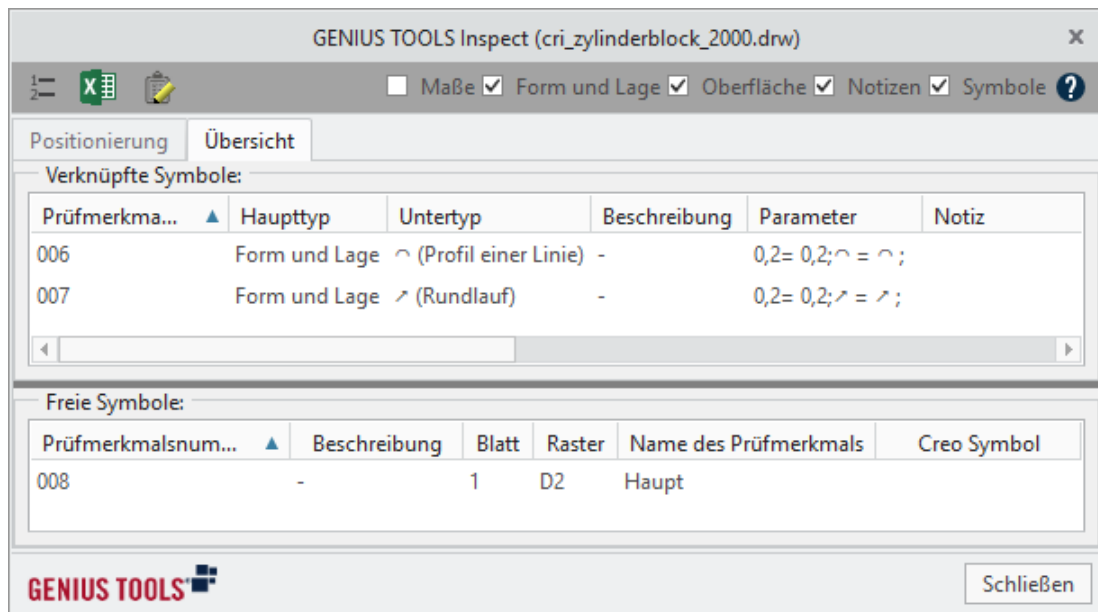 GENIUS TOOLS Inspect (cri_zylinderblock_2000.drw)
Maße Form und Lage Oberfläche Notizen Symbole
Positionierung Übersicht
Verknüpfte Symbole:
Prüfmerkma... Haupttyp Untertyp Beschreibung Parameter Notiz
006 Form und Lage ⌒ (Profil einer Linie) - 0,2= 0,2;⌒ = ⌒ ;
007 Form und Lage ↗ (Rundlauf) - 0,2= 0,2;↗ = ↗ ;
Freie Symbole:
Prüfmerkmalsnum... Beschreibung Blatt Raster Name des Prüfmerkmals Creo Symbol
008 - 1 D2 Haupt
GENIUS TOOLS Schließen